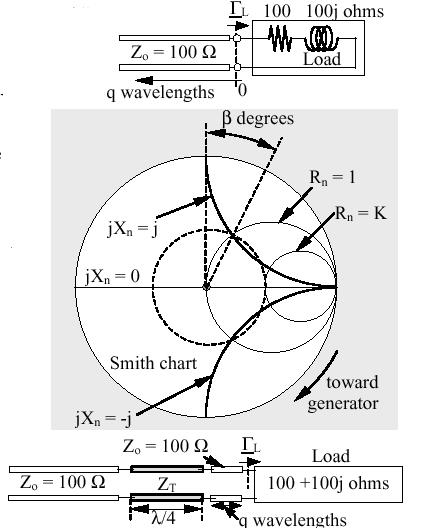 Γ_L 100 100j ohms
Z_o = 100 Ω
Load
q wavelengths 0
β degrees
R_n = 1
jX_n = j
R_n = K
jX_n = 0
Smith chart
toward
generator
jX_n = -j
Z_o = 100 Ω Γ_L Load
Z_o = 100 Ω Z_T 100 +100j ohms
λ/4 q wavelengths